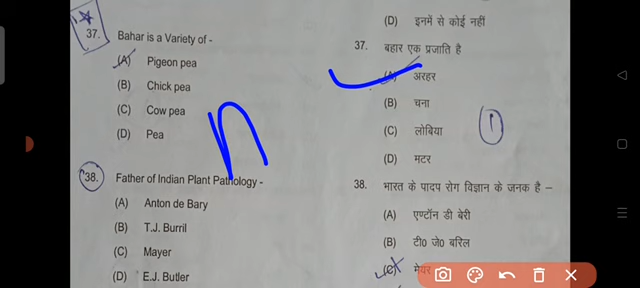 37. Bahar is a Variety of -
(A) Pigeon pea
(B) Chick pea
(C) Cow pea
(D) Pea
38. Father of Indian Plant Pathology -
(A) Anton de Bary
(B) T.J. Burril
(C) Mayer
(D) E.J. Butler
(D) इनमें से कोई नहीं
37. बहार एक प्रजाति है
(A) अरहर
(B) चना
(C) लोबिया
(D) मटर
①
38. भारत के पादप रोग विज्ञान के जनक है –
(A) एण्टॉन डी बेरी
(B) टी0 जे0 बरिल
(C) मेयर